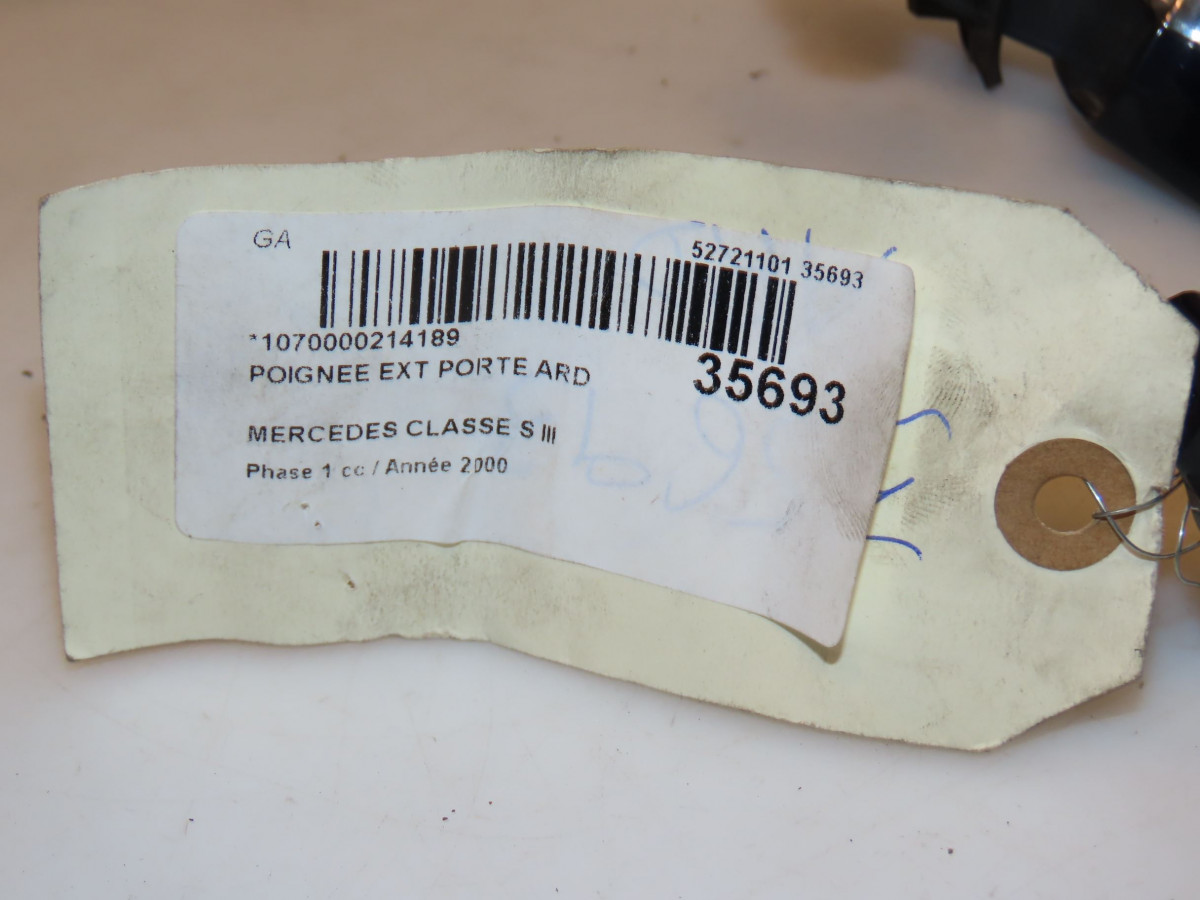 GA
52721101 35693
*1070000214189
35693
POIGNEE EXT PORTE ARD
MERCEDES CLASSE S III
Phase 1 cc / Année 2000